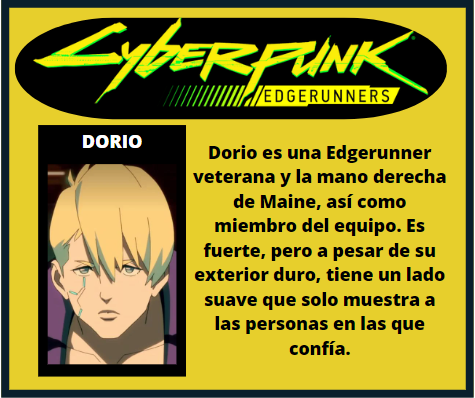 CYBERPUNK
EDGERUNNERS
DORIO
Dorio es una Edgerunner
veterana y la mano derecha
de Maine, así como
miembro del equipo. Es
fuerte, pero a pesar de su
exterior duro, tiene un lado
suave que solo muestra a
las personas en las que
confía.